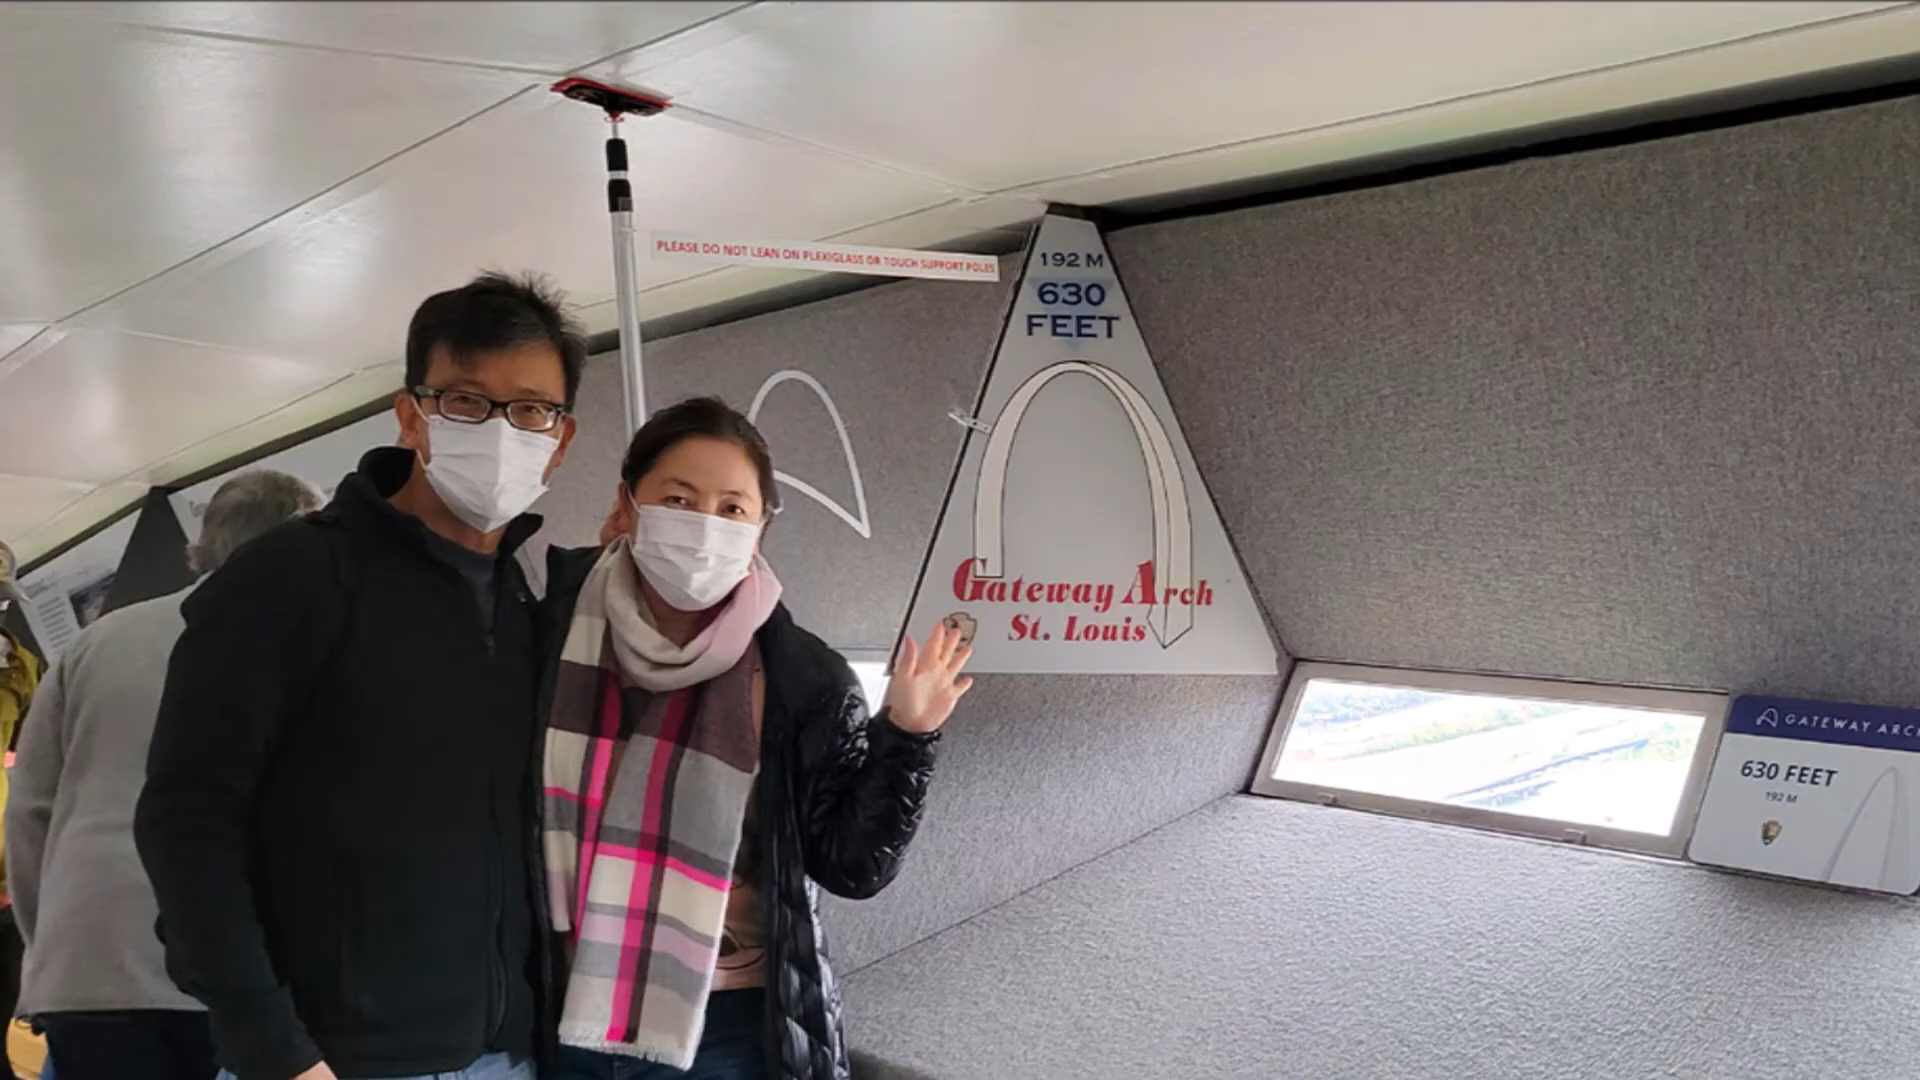 PLEASE DO NOT LEAN ON PLEXIGLASS OR TOUCH SUPPORT POLES
192 M
630
FEET
Gateway Arch
St. Louis
GATEWAY ARC
630 FEET
192 M